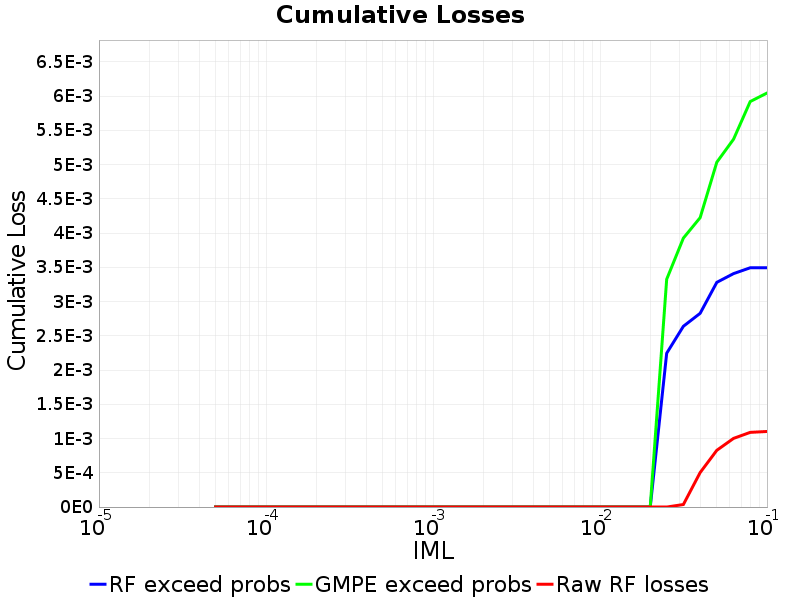 Cumulative Losses
Cumulative Loss
6.5E-3
6E-3
5.5E-3
5E-3
4.5E-3
4E-3
3.5E-3
3E-3
2.5E-3
2E-3
1.5E-3
1E-3
5E-4
0E0
10^-5 10^-4 10^-3 10^-2 10^-1
IML
RF exceed probs GMPE exceed probs Raw RF losses